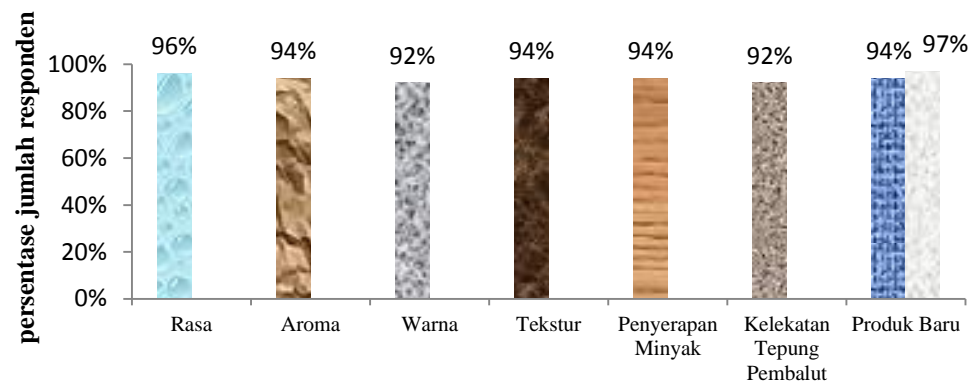 persentase jumlah responden
96% 94% 92% 94% 94% 92% 94% 97%
100%
80%
60%
40%
20%
0%
Rasa Aroma Warna Tekstur Penyerapan Minyak Kelekatan Tepung Pembalut Produk Baru